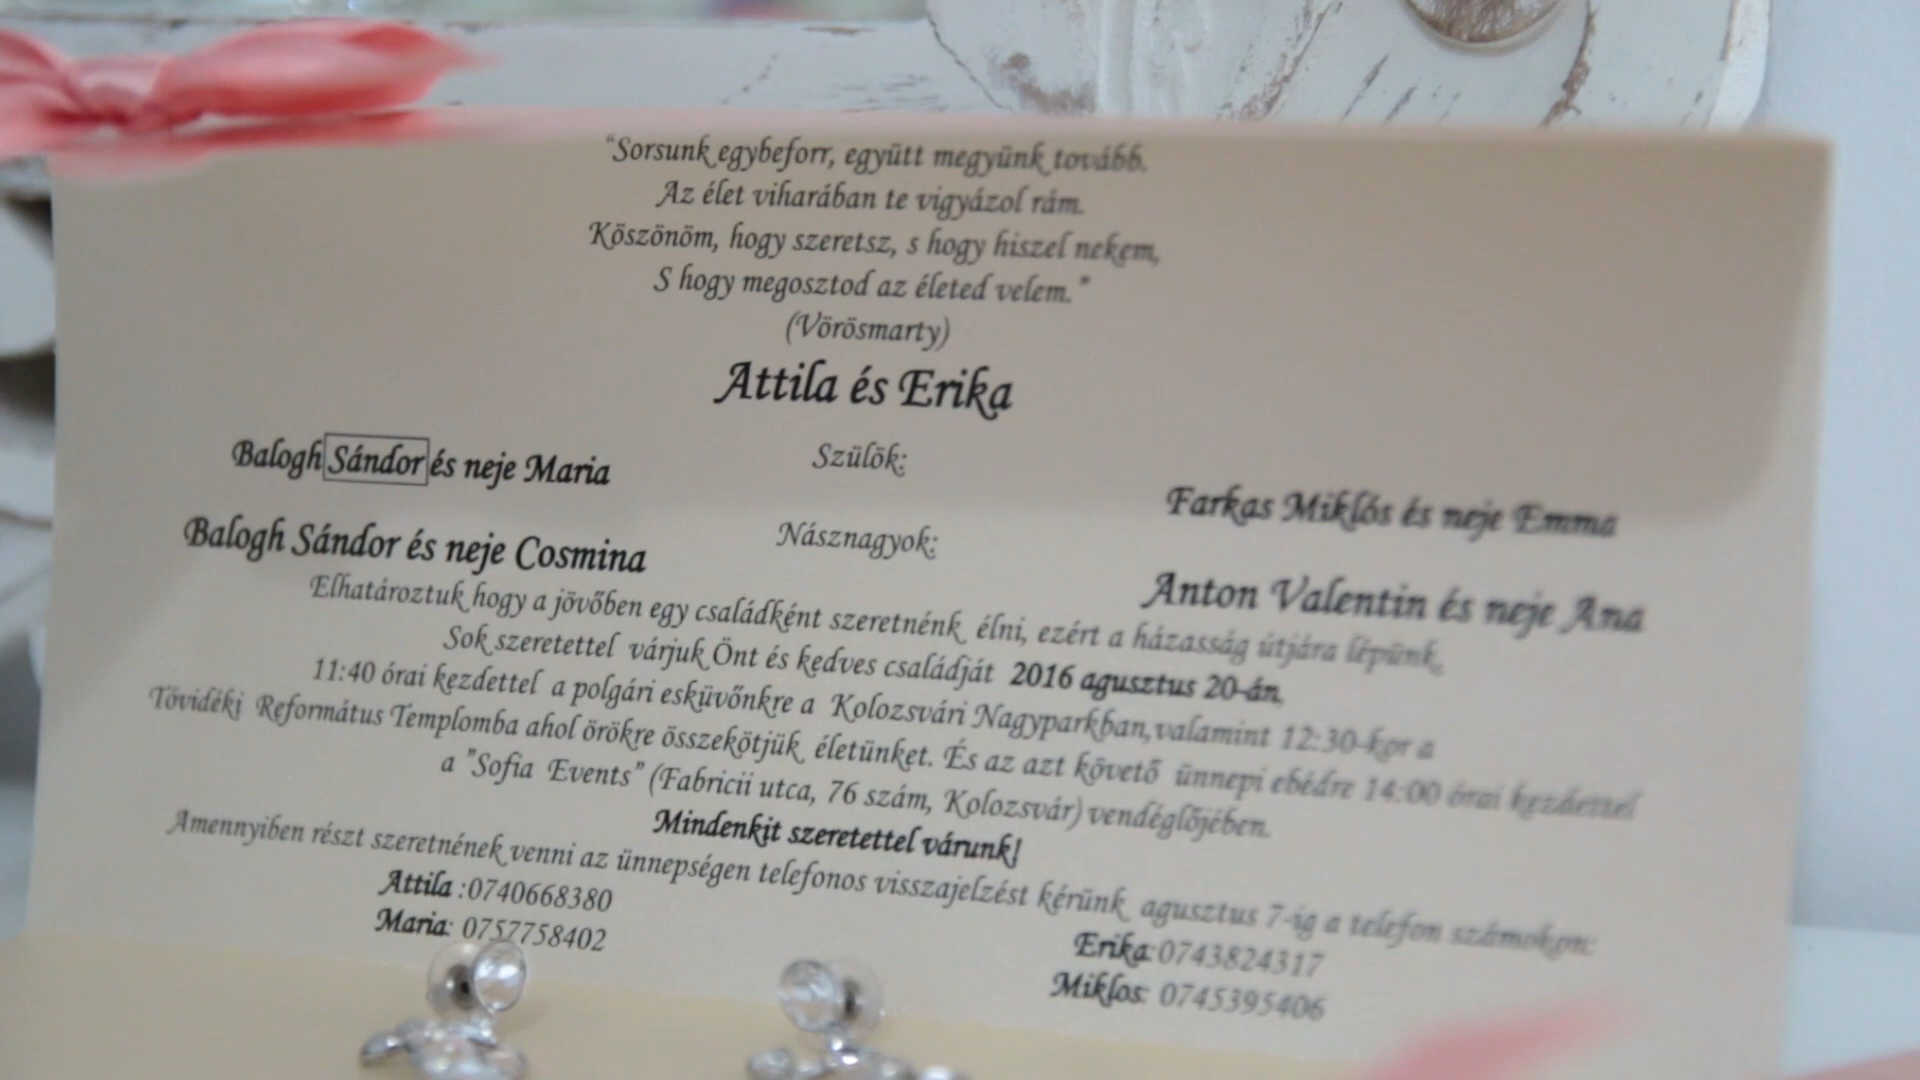 “Sorsunk egybeforr, együtt megyünk tovább.
Az élet viharában te vigyázol rám.
Köszönöm, hogy szeretsz, s hogy hiszel nekem,
S hogy megosztod az életed velem.”
(Vörösmarty)
Attila és Erika
Szülök:
Balogh Sándor és neje Maria
Farkas Miklós és neje Emma
Násznagyok:
Balogh Sándor és neje Cosmina
Anton Valentin és neje Ana
Elhatároztuk hogy a jövőben egy családként szeretnénk élni, ezért a házasság útjára lépünk.
Sok szeretettel várjuk Önt és kedves családját 2016 agusztus 20-án,
11:40 órai kezdettel a polgári esküvőnkre a Kolozsvári Nagyparkban,valamint 12:30-kor a
Tóvidéki Református Templomba ahol örökre összekötjük életünket. És az azt követő ünnepi ebédre 14:00 órai kezdettel
a ”Sofia Events” (Fabricii utca, 76 szám, Kolozsvár) vendéglőjében.
Mindenkit szeretettel várunk!
Amennyiben részt szeretnének venni az ünnepségen telefonos visszajelzést kérünk agusztus 7-ig a telefon számokon:
Attila :0740668380
Maria: 0757758402
Erika:0743824317
Miklos: 0745395406